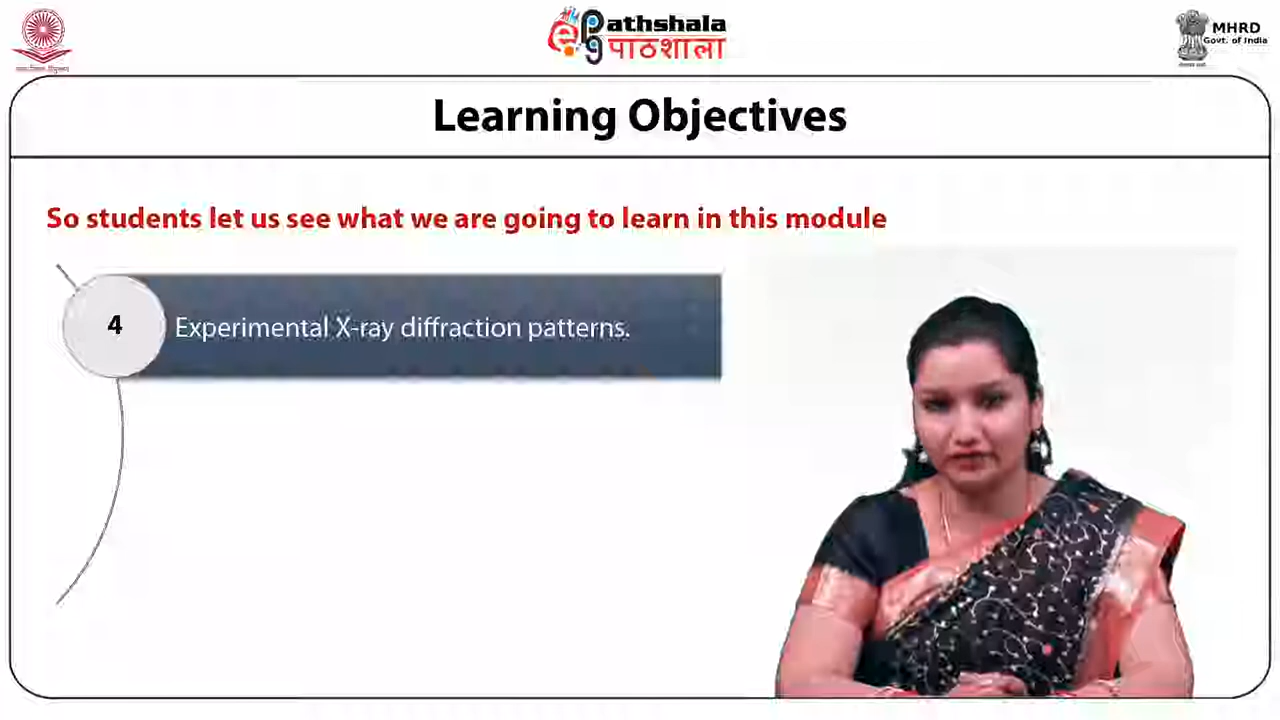 ePathshala
पाठशाला
MHRD
Govt. of India
Learning Objectives
So students let us see what we are going to learn in this module
4
Experimental X-ray diffraction patterns.